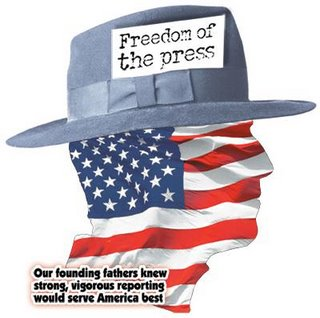 Freedom of
the press
Our founding fathers knew
strong, vigorous reporting
would serve America best